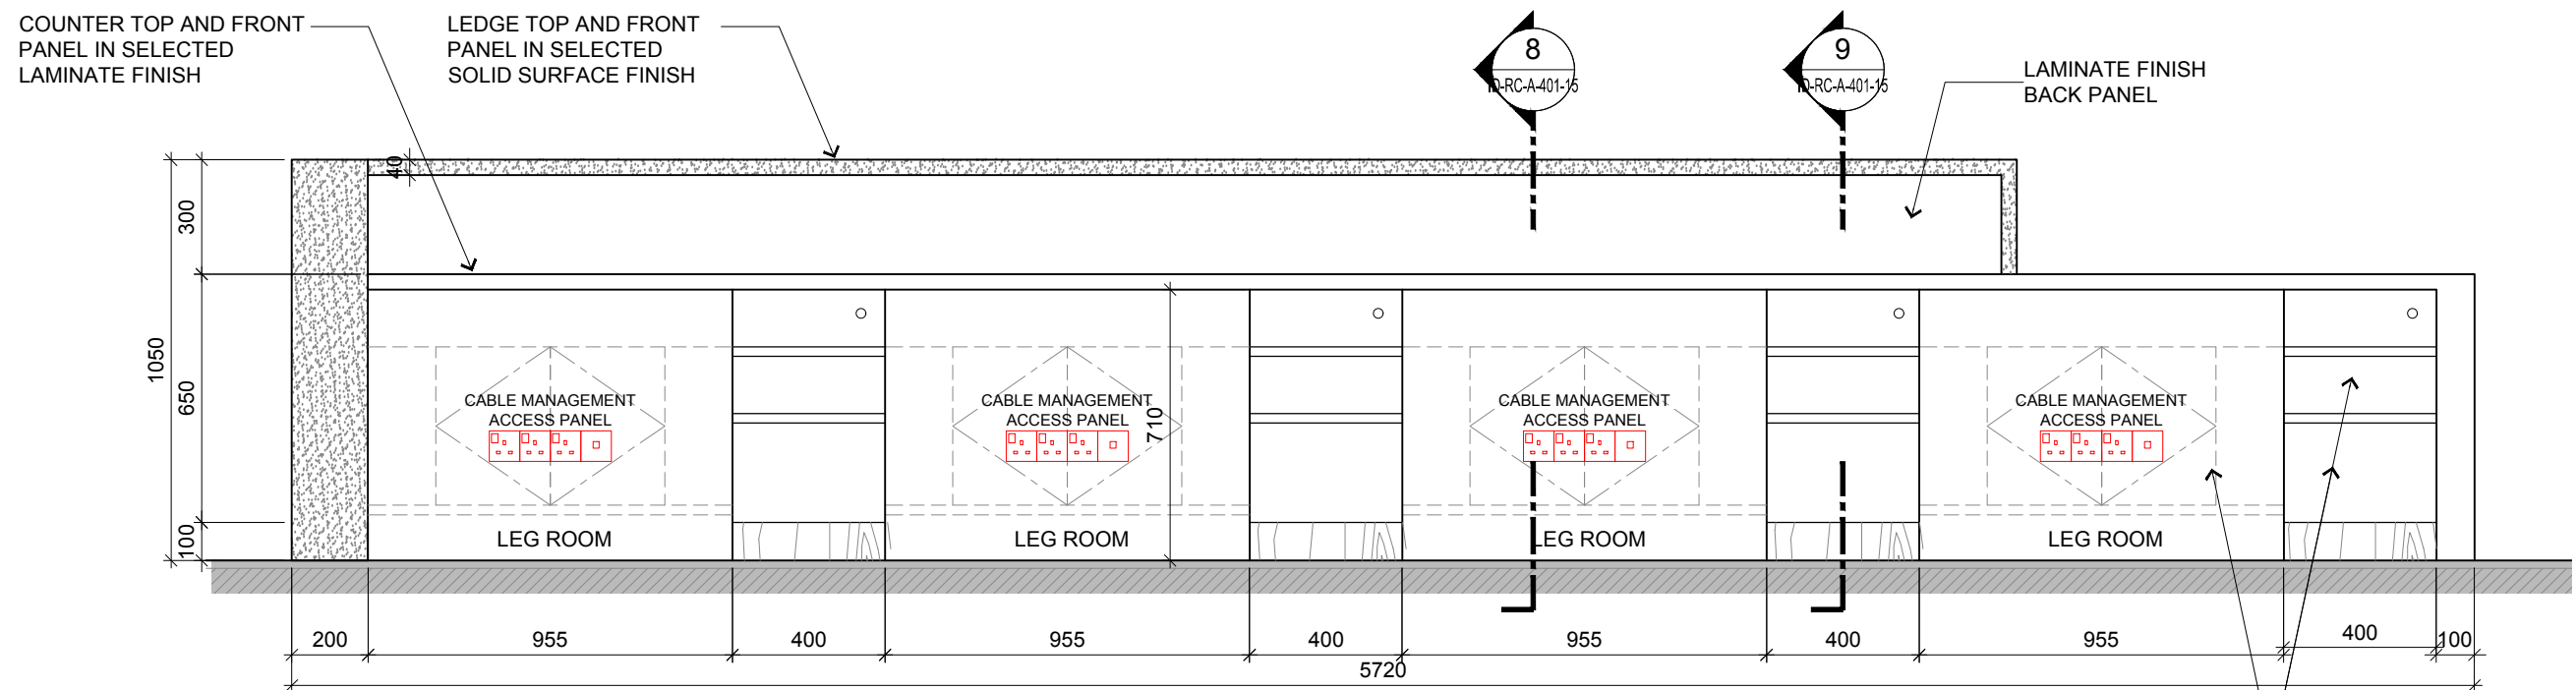 COUNTER TOP AND FRONT
PANEL IN SELECTED
LAMINATE FINISH
LEDGE TOP AND FRONT
PANEL IN SELECTED
SOLID SURFACE FINISH
8
ID-RC-A-401-15
9
ID-RC-A-401-15
LAMINATE FINISH
BACK PANEL
40
300
1050
650
100
710
CABLE MANAGEMENT
ACCESS PANEL
CABLE MANAGEMENT
ACCESS PANEL
CABLE MANAGEMENT
ACCESS PANEL
CABLE MANAGEMENT
ACCESS PANEL
LEG ROOM
LEG ROOM
LEG ROOM
LEG ROOM
200
955
400
955
400
955
400
955
400
100
5720